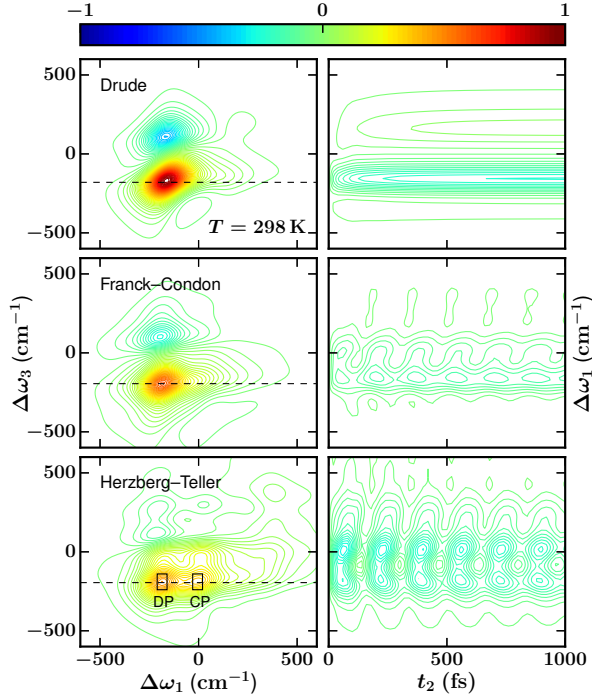 −1 0 1
500
Drude
0
−500
T = 298 K
500
Franck–Condon
0
−500
Δω₃ (cm⁻¹)
Δω₁ (cm⁻¹)
500
Herzberg–Teller
0
DP CP
−500
−500 0 500
0 500 1000
Δω₁ (cm⁻¹)
t₂ (fs)